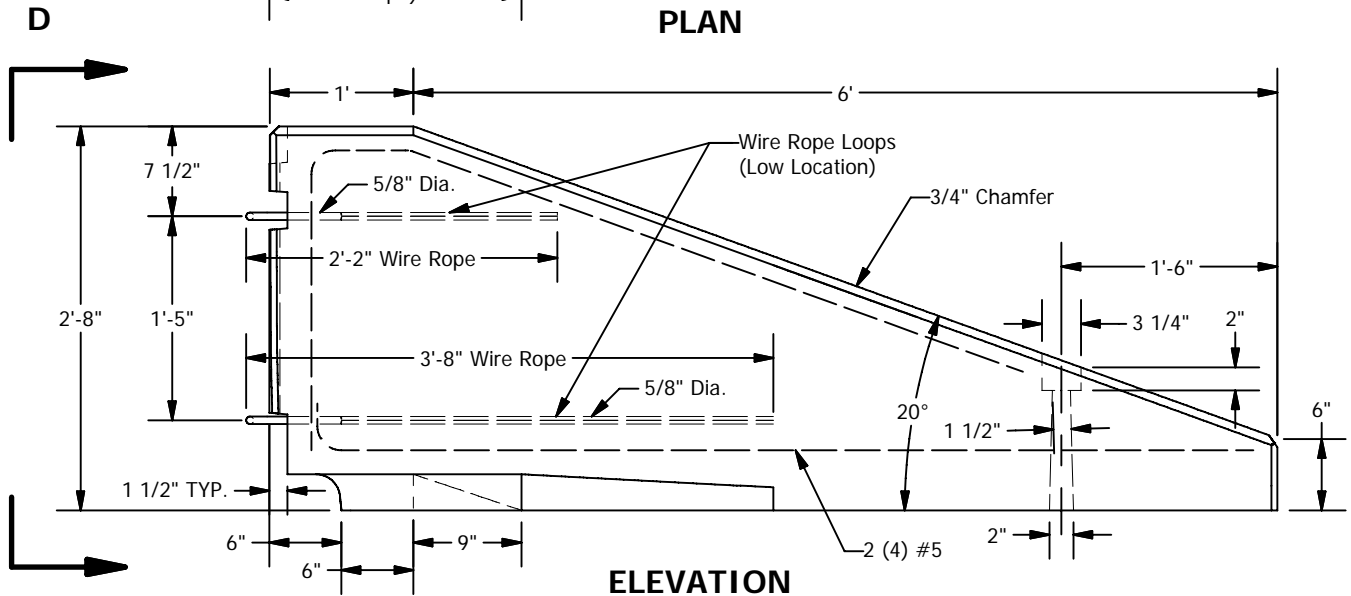 D
PLAN
1'
6'
7 1/2"
Wire Rope Loops
(Low Location)
5/8" Dia.
3/4" Chamfer
2'-2" Wire Rope
1'-6"
2'-8"
1'-5"
3 1/4"
2"
3'-8" Wire Rope
5/8" Dia.
20°
6"
1 1/2"
1 1/2" TYP.
6"
9"
2"
2 (4) #5
6"
ELEVATION